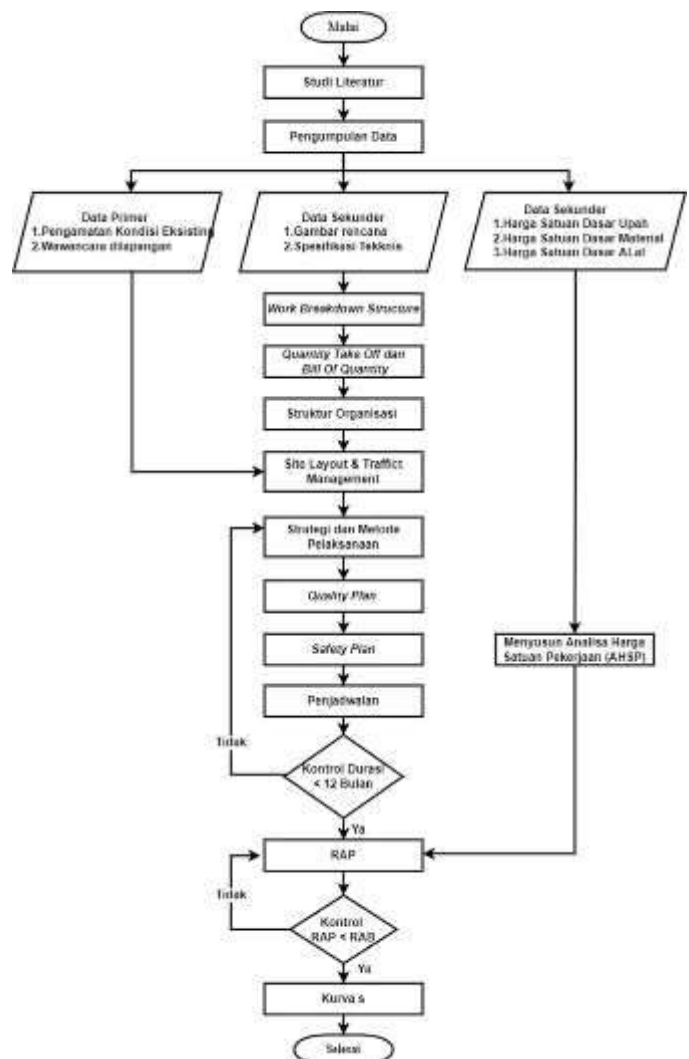 Mulai
Studi Literatur
Pengumpulan Data
Data Primer
1.Pengamatan Kondisi Eksisting
2.Wawancara dilapangan
Data Sekunder
1.Gambar rencana
2.Spesifikasi Tekknis
Data Sekunder
1.Harga Satuan Dasar Upah
2.Harga Satuan Dasar Material
3.Harga Satuan Dasar ALat
Work Breakdown Structure
Quantity Take Off dan
Bill Of Quantity
Struktur Organisasi
Site Layout & Traffict
Management
Strategi dan Metode
Pelaksanaan
Quality Plan
Safety Plan
Menyusun Analisa Harga
Satuan Pekerjaan (AHSP)
Penjadwalan
Tidak
Kontrol Durasi
< 12 Bulan
Ya
RAP
Tidak
Kontrol
RAP < RAB
Ya
Kurva s
Selesai